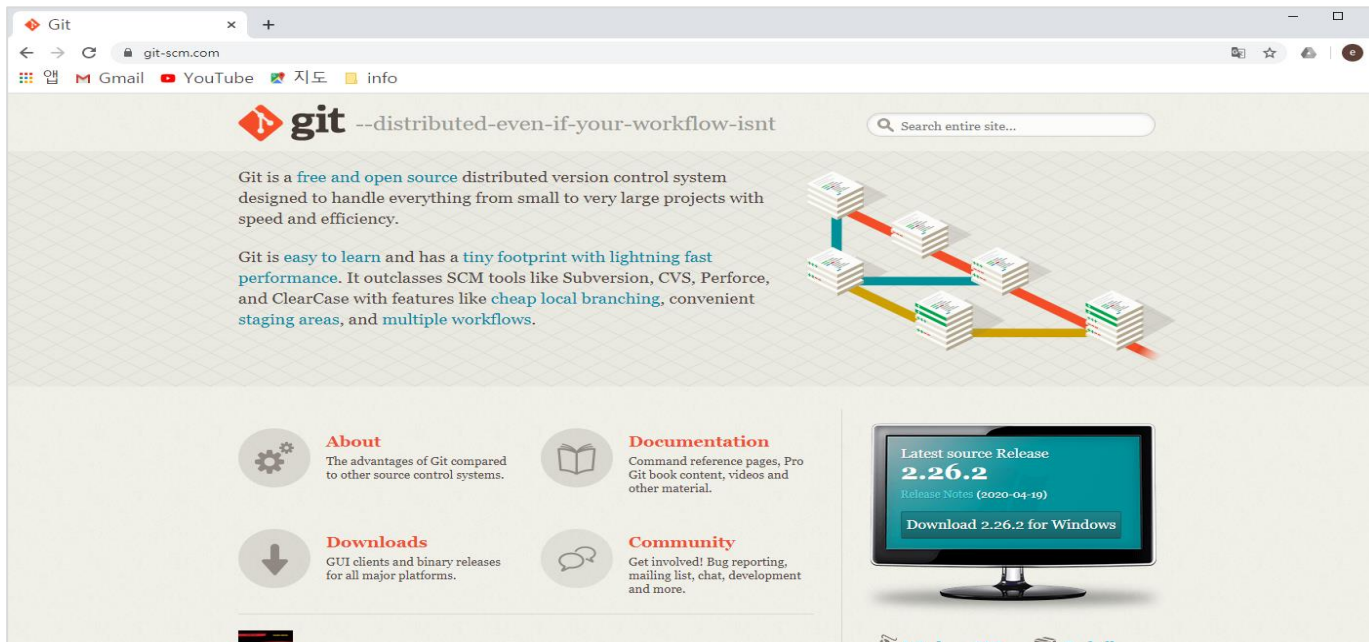 Git
git-scm.com
앱 Gmail YouTube 지도 info
e
git --distributed-even-if-your-workflow-isnt
Search entire site...
Git is a free and open source distributed version control system
designed to handle everything from small to very large projects with
speed and efficiency.
Git is easy to learn and has a tiny footprint with lightning fast
performance. It outclasses SCM tools like Subversion, CVS, Perforce,
and ClearCase with features like cheap local branching, convenient
staging areas, and multiple workflows.
About
The advantages of Git compared
to other source control systems.
Documentation
Command reference pages, Pro
Git book content, videos and
other material.
Downloads
GUI clients and binary releases
for all major platforms.
Community
Get involved! Bug reporting,
mailing list, chat, development
and more.
Latest source Release
2.26.2
Release Notes (2020-04-19)
Download 2.26.2 for Windows